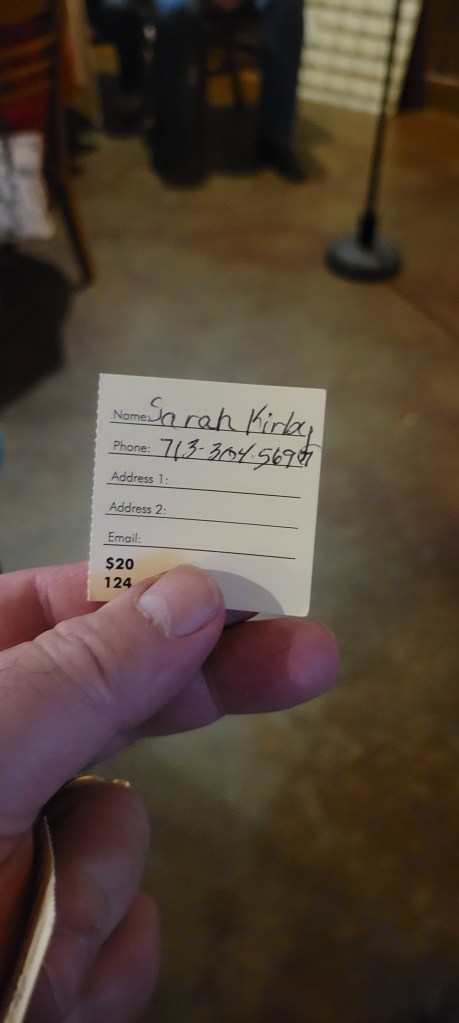 Name: Sarah Kirby
Phone:
Address 1:
Address 2:
Email:
$20
124